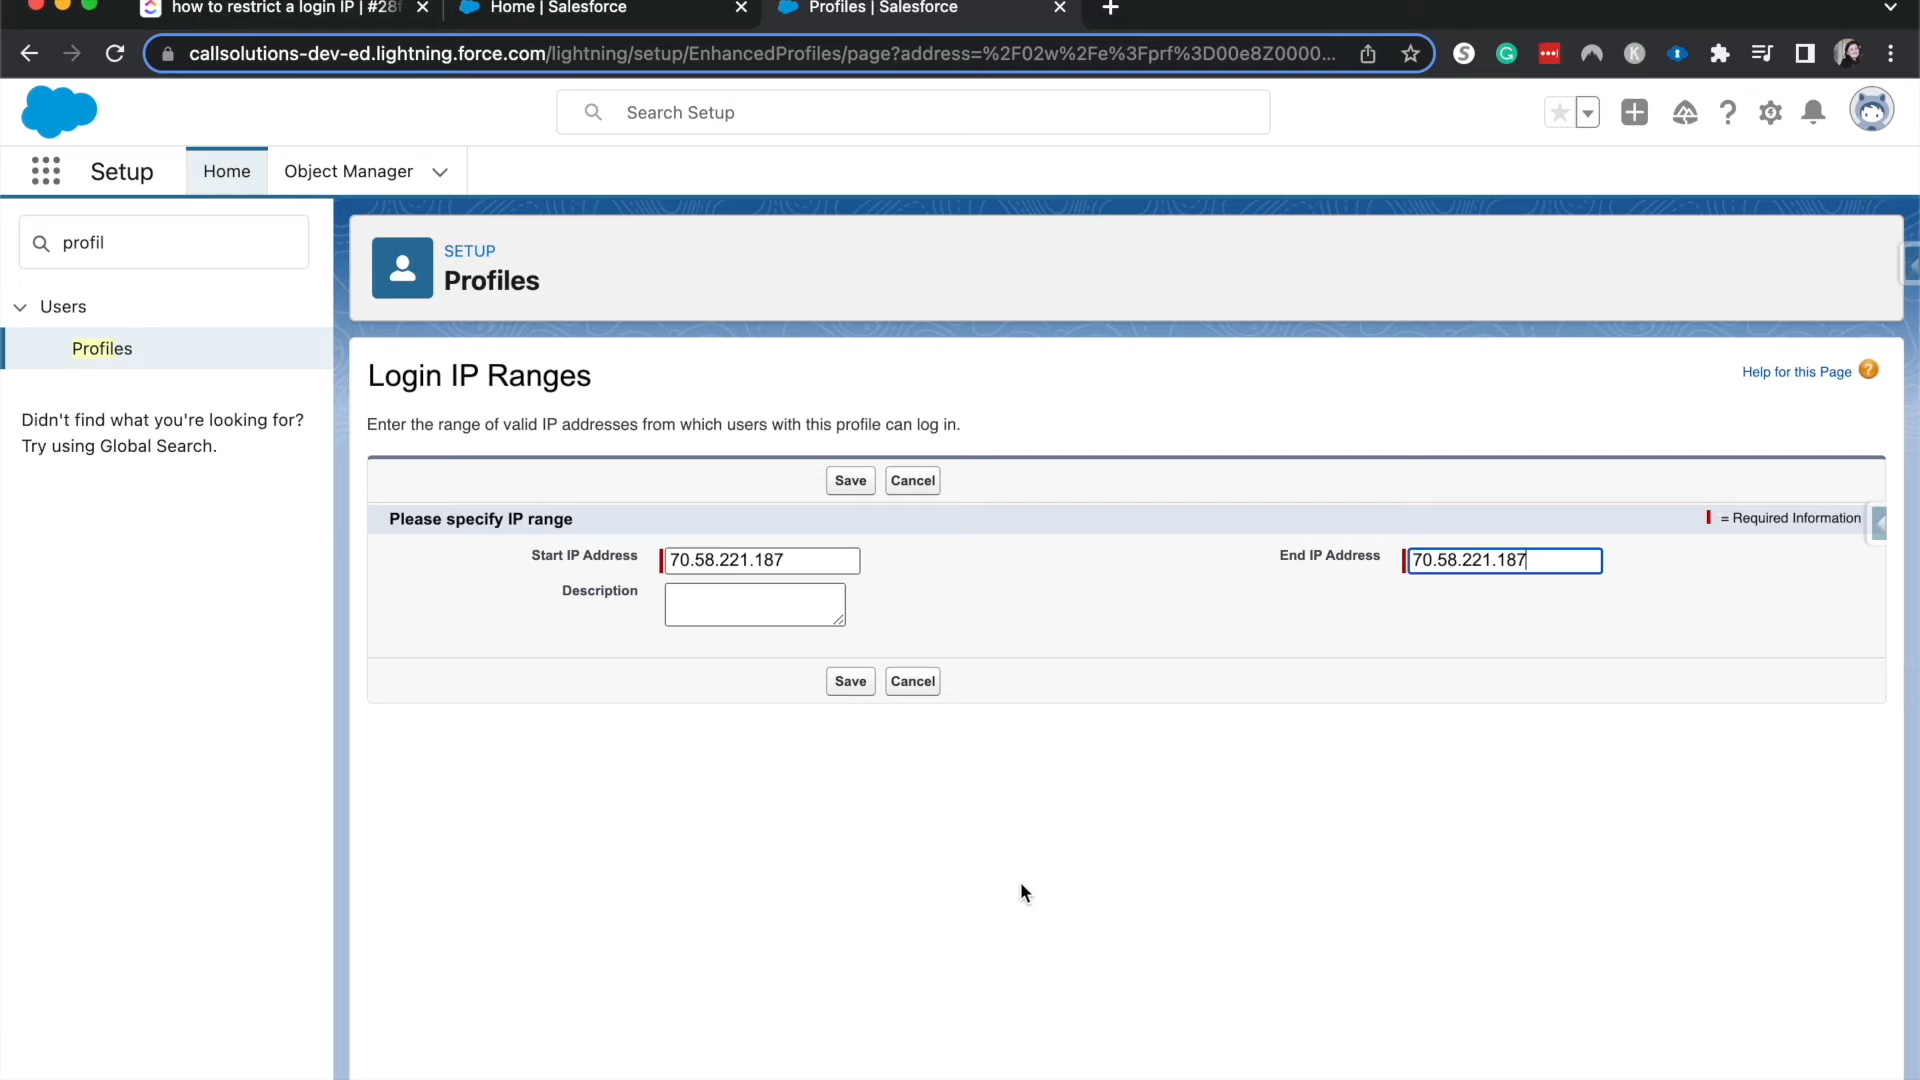 how to restrict a login IP | #28
Home | Salesforce
Profiles | Salesforce
callsolutions-dev-ed.lightning.force.com/lightning/setup/EnhancedProfiles/page?address=%2F02w%2Fe%3Fprf%3D00e8Z0000...
Search Setup
Setup
Home
Object Manager
profil
Users
Profiles
Didn't find what you're looking for?
Try using Global Search.
SETUP
Profiles
Login IP Ranges
Help for this Page
Enter the range of valid IP addresses from which users with this profile can log in.
Save Cancel
Please specify IP range
= Required Information
Start IP Address 70.58.221.187
End IP Address 70.58.221.187
Description
Save Cancel